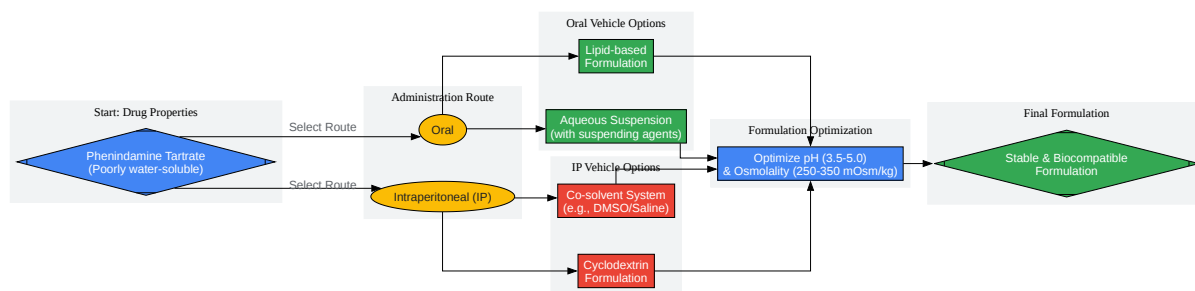 Start: Drug Properties
Phenindamine Tartrate
(Poorly water-soluble)
Select Route
Select Route
Administration Route
Oral
Intraperitoneal (IP)
Oral Vehicle Options
Lipid-based
Formulation
Aqueous Suspension
(with suspending agents)
IP Vehicle Options
Co-solvent System
(e.g., DMSO/Saline)
Cyclodextrin
Formulation
Formulation Optimization
Optimize pH (3.5-5.0)
& Osmolality (250-350 mOsm/kg)
Final Formulation
Stable & Biocompatible
Formulation